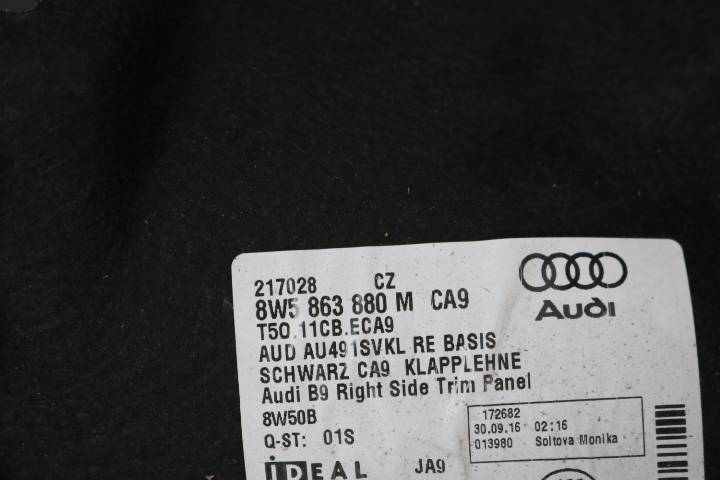 217028 CZ
8W5 863 880 M CA9
T50.11CB.ECA9
AUD AU491SVKL RE BASIS
SCHWARZ CA9 KLAPPLEHNE
Audi B9 Right Side Trim Panel
8W50B
Q-ST: 01S
iDEAL JA9
Audi
172682
30.09.16 02:16
013980 Soltova Monika